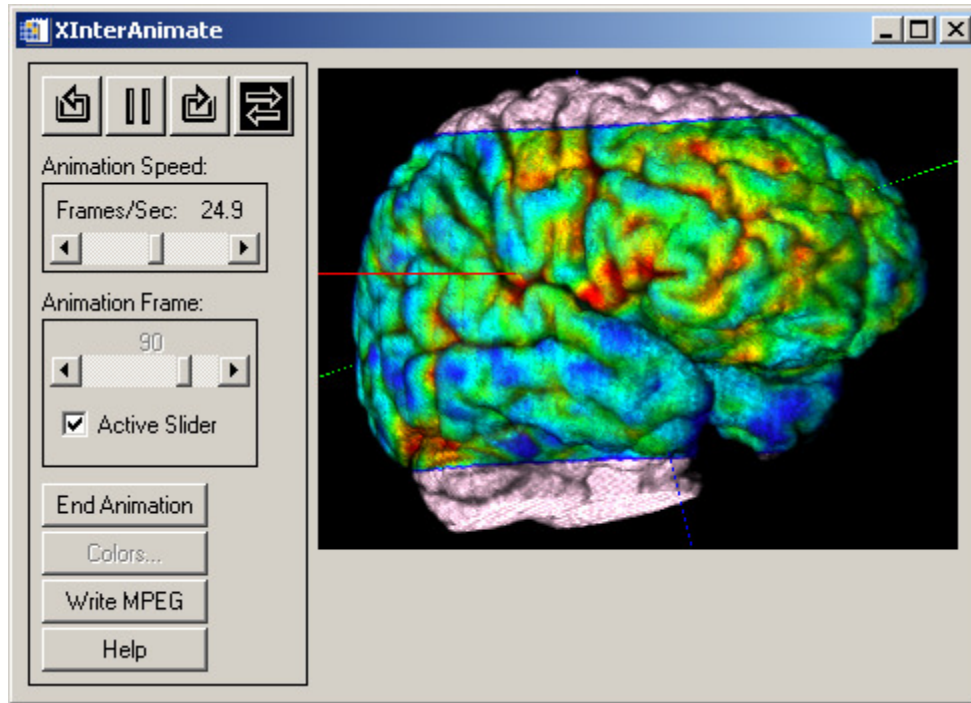 XInterAnimate
Animation Speed:
Frames/Sec: 24.9
Animation Frame:
90
Active Slider
End Animation
Colors...
Write MPEG
Help